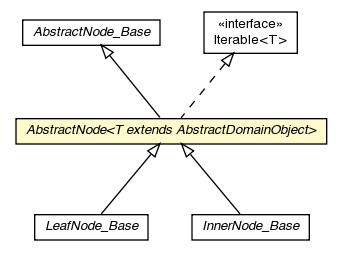 AbstractNode_Base
«interface»
Iterable<T>
AbstractNode<T extends AbstractDomainObject>
LeafNode_Base
InnerNode_Base